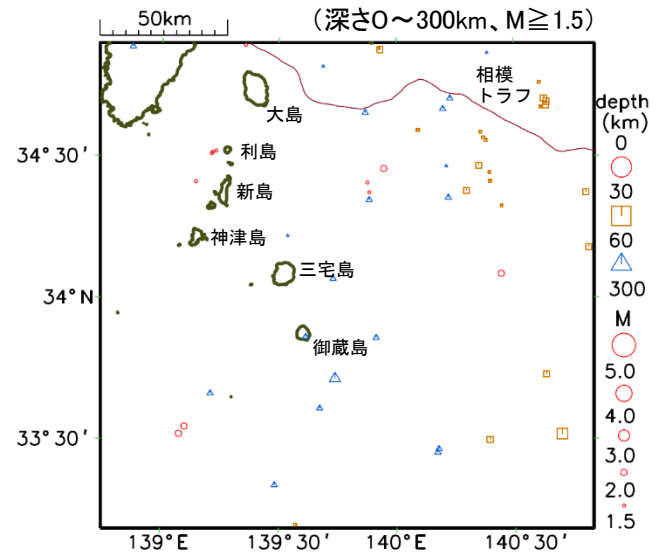 50km
（深さ0～300km、M≧1.5）
相模
トラフ
大島
利島
新島
神津島
三宅島
御蔵島
34°30'
34°N
33°30'
139°E
139°30'
140°E
140°30'
depth
(km)
0
30
60
300
M
5.0
4.0
3.0
2.0
1.5